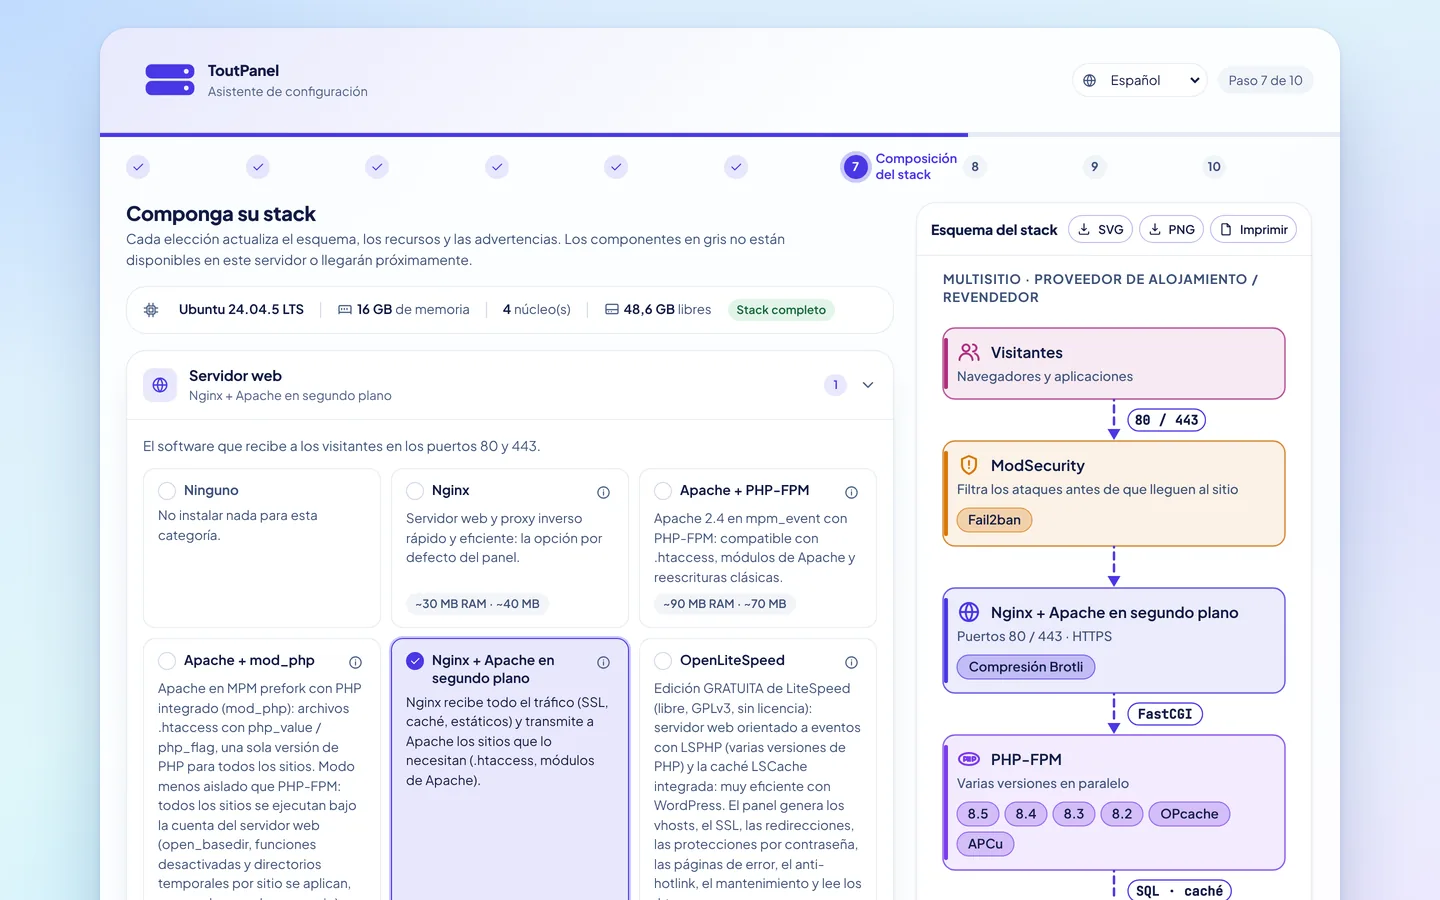 ToutPanel
Asistente de configuración
Español
Paso 7 de 10
7
Composición
del stack
8
9
10
Componga su stack
Cada elección actualiza el esquema, los recursos y las advertencias. Los componentes en gris no están
disponibles en este servidor o llegarán próximamente.
Ubuntu 24.04.5 LTS
16 GB de memoria
4 núcleo(s)
48,6 GB libres
Stack completo
Servidor web
Nginx + Apache en segundo plano
1
El software que recibe a los visitantes en los puertos 80 y 443.
Ninguno
No instalar nada para esta
categoría.
Nginx
Servidor web y proxy inverso
rápido y eficiente: la opción por
defecto del panel.
~30 MB RAM · ~40 MB
Apache + PHP-FPM
Apache 2.4 en mpm_event con
PHP-FPM: compatible con
.htaccess, módulos de Apache y
reescrituras clásicas.
~90 MB RAM · ~70 MB
Apache + mod_php
Apache en MPM prefork con PHP
integrado (mod_php): archivos
.htaccess con php_value /
php_flag, una sola versión de
PHP para todos los sitios. Modo
menos aislado que PHP-FPM:
todos los sitios se ejecutan bajo
la cuenta del servidor web
(open_basedir, funciones
desactivadas y directorios
temporales por sitio se aplican,
Nginx + Apache en
segundo plano
Nginx recibe todo el tráfico (SSL,
caché, estáticos) y transmite a
Apache los sitios que lo
necesitan (.htaccess, módulos
de Apache).
OpenLiteSpeed
Edición GRATUITA de LiteSpeed
(libre, GPLv3, sin licencia):
servidor web orientado a eventos
con LSPHP (varias versiones de
PHP) y la caché LSCache
integrada: muy eficiente con
WordPress. El panel genera los
vhosts, el SSL, las redirecciones,
las protecciones por contraseña,
las páginas de error, el anti-
hotlink, el mantenimiento y lee los
Esquema del stack
SVG
PNG
Imprimir
MULTISITIO · PROVEEDOR DE ALOJAMIENTO /
REVENDEDOR
Visitantes
Navegadores y aplicaciones
80 / 443
ModSecurity
Filtra los ataques antes de que lleguen al sitio
Fail2ban
Nginx + Apache en segundo plano
Puertos 80 / 443 · HTTPS
Compresión Brotli
FastCGI
PHP
PHP-FPM
Varias versiones en paralelo
8.5
8.4
8.3
8.2
OPcache
APCu
SQL · caché